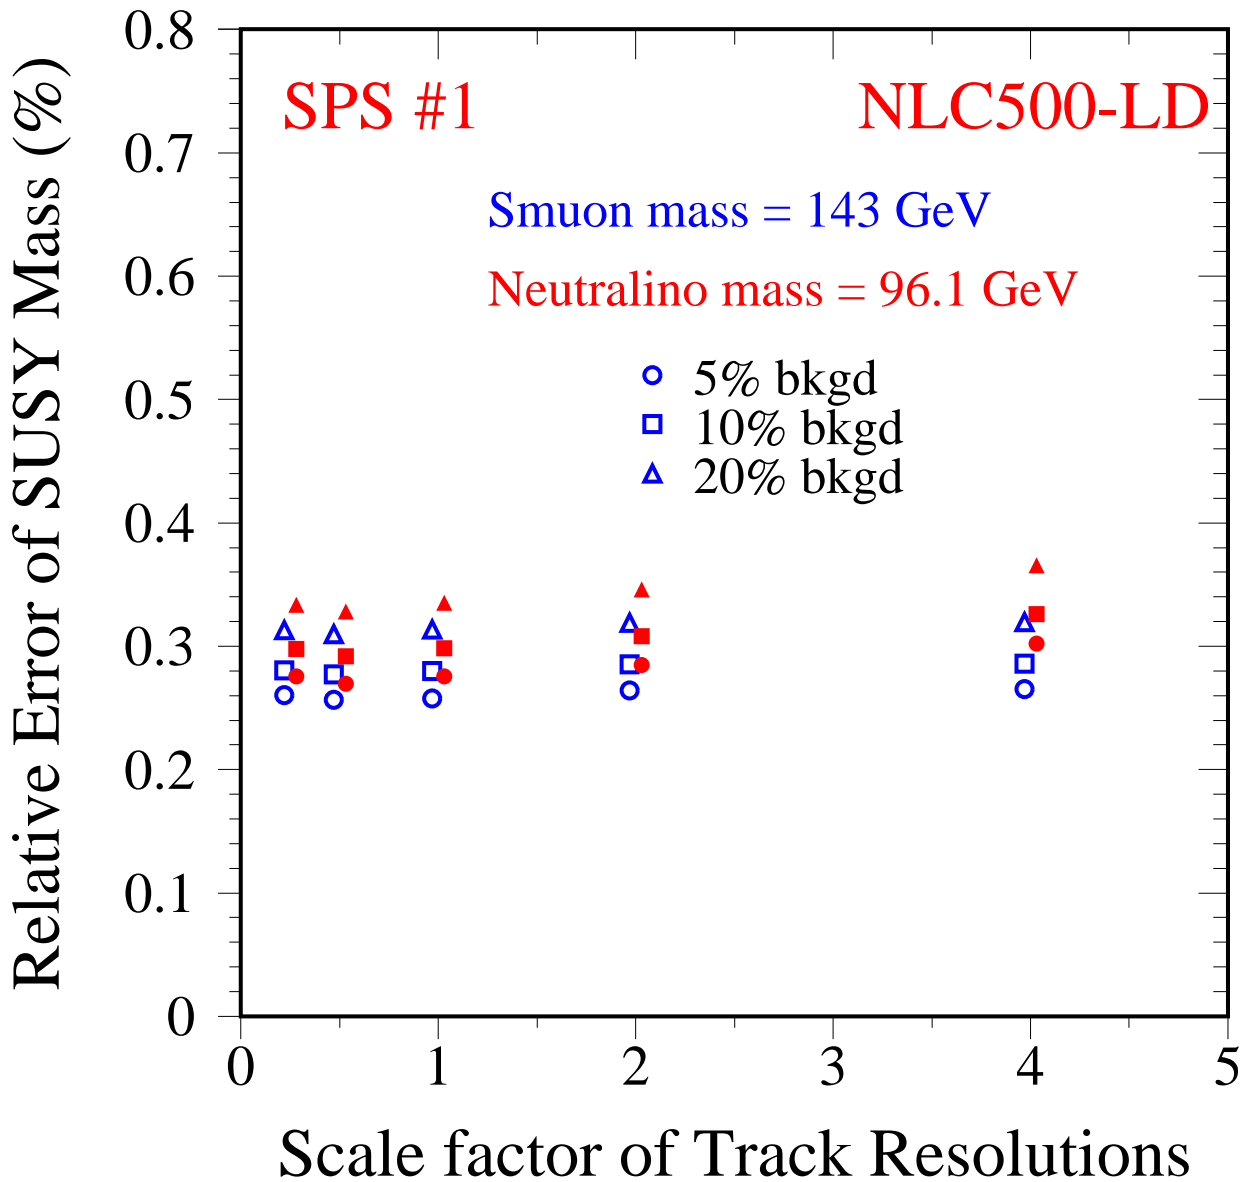 Relative Error of SUSY Mass (%)
0.8
0.7
0.6
0.5
0.4
0.3
0.2
0.1
0
SPS #1
NLC500-LD
Smuon mass = 143 GeV
Neutralino mass = 96.1 GeV
5% bkgd
10% bkgd
20% bkgd
0 1 2 3 4 5
Scale factor of Track Resolutions